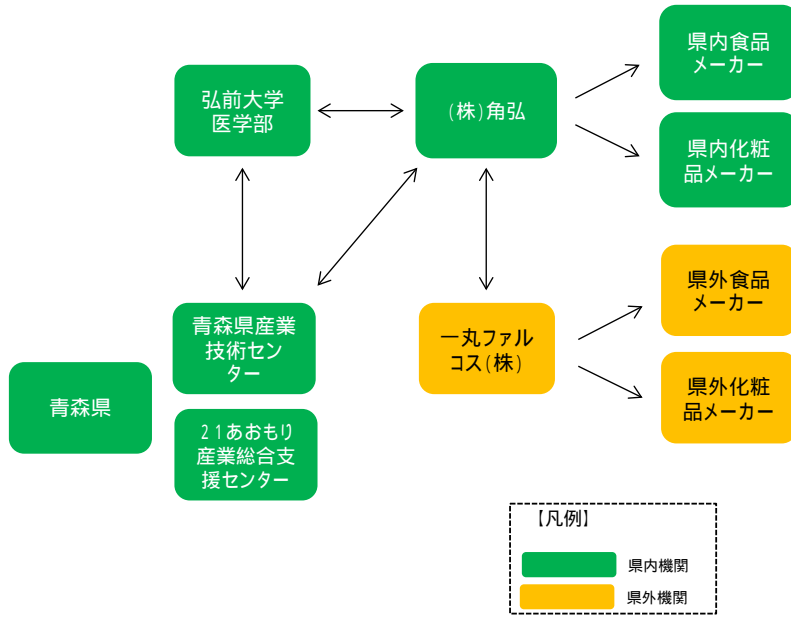 県内食品
メーカー
弘前大学
医学部
(株)角弘
県内化粧
品メーカー
県外食品
メーカー
青森県産業
技術セン
ター
一丸ファル
コス(株)
青森県
県外化粧
品メーカー
21あおもり
産業総合支
援センター
【凡例】
県内機関
県外機関